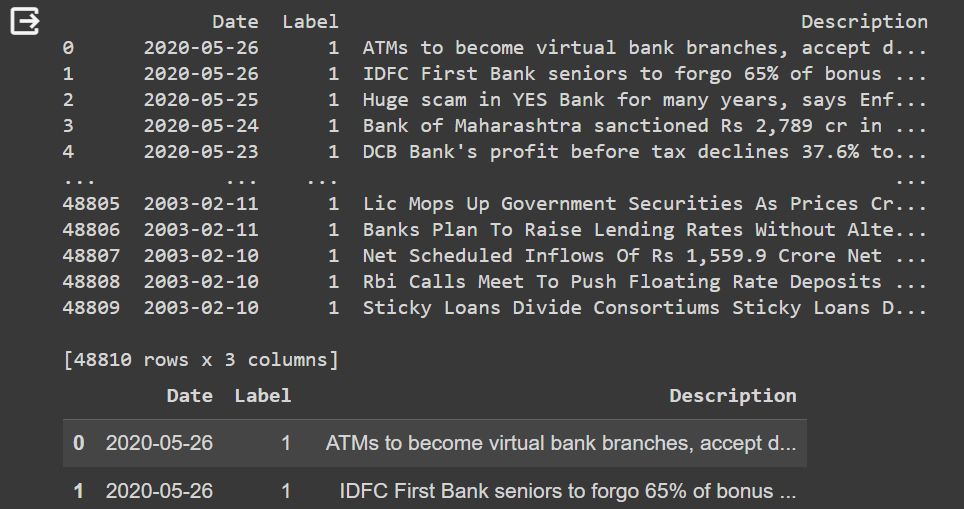 Date Label Description
0 2020-05-26 1 ATMs to become virtual bank branches, accept d...
1 2020-05-26 1 IDFC First Bank seniors to forgo 65% of bonus ...
2 2020-05-25 1 Huge scam in YES Bank for many years, says Enf...
3 2020-05-24 1 Bank of Maharashtra sanctioned Rs 2,789 cr in ...
4 2020-05-23 1 DCB Bank's profit before tax declines 37.6% to...
... ... ... ...
48805 2003-02-11 1 Lic Mops Up Government Securities As Prices Cr...
48806 2003-02-11 1 Banks Plan To Raise Lending Rates Without Alte...
48807 2003-02-10 1 Net Scheduled Inflows Of Rs 1,559.9 Crore Net ...
48808 2003-02-10 1 Rbi Calls Meet To Push Floating Rate Deposits ...
48809 2003-02-10 1 Sticky Loans Divide Consortiums Sticky Loans D...
[48810 rows x 3 columns]
Date Label Description
0 2020-05-26 1 ATMs to become virtual bank branches, accept d...
1 2020-05-26 1 IDFC First Bank seniors to forgo 65% of bonus ...